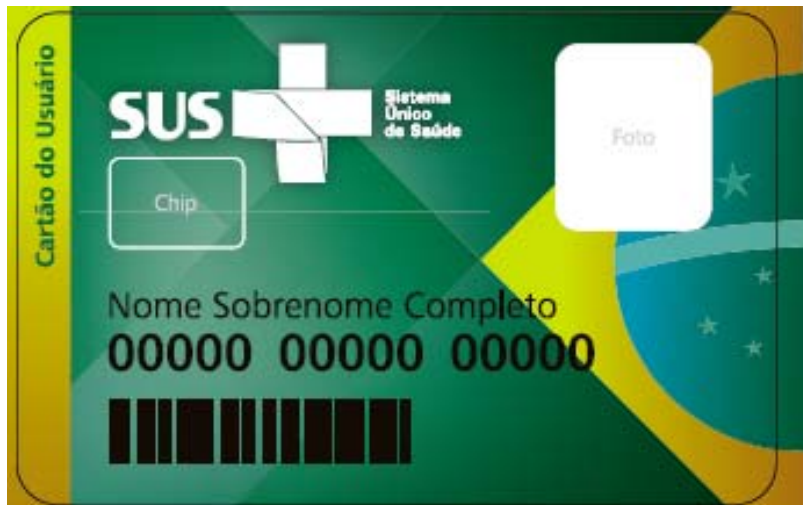 Cartão do Usuário
SUS
Sistema
Único
de Saúde
Foto
Chip
Nome Sobrenome Completo
00000 00000 00000